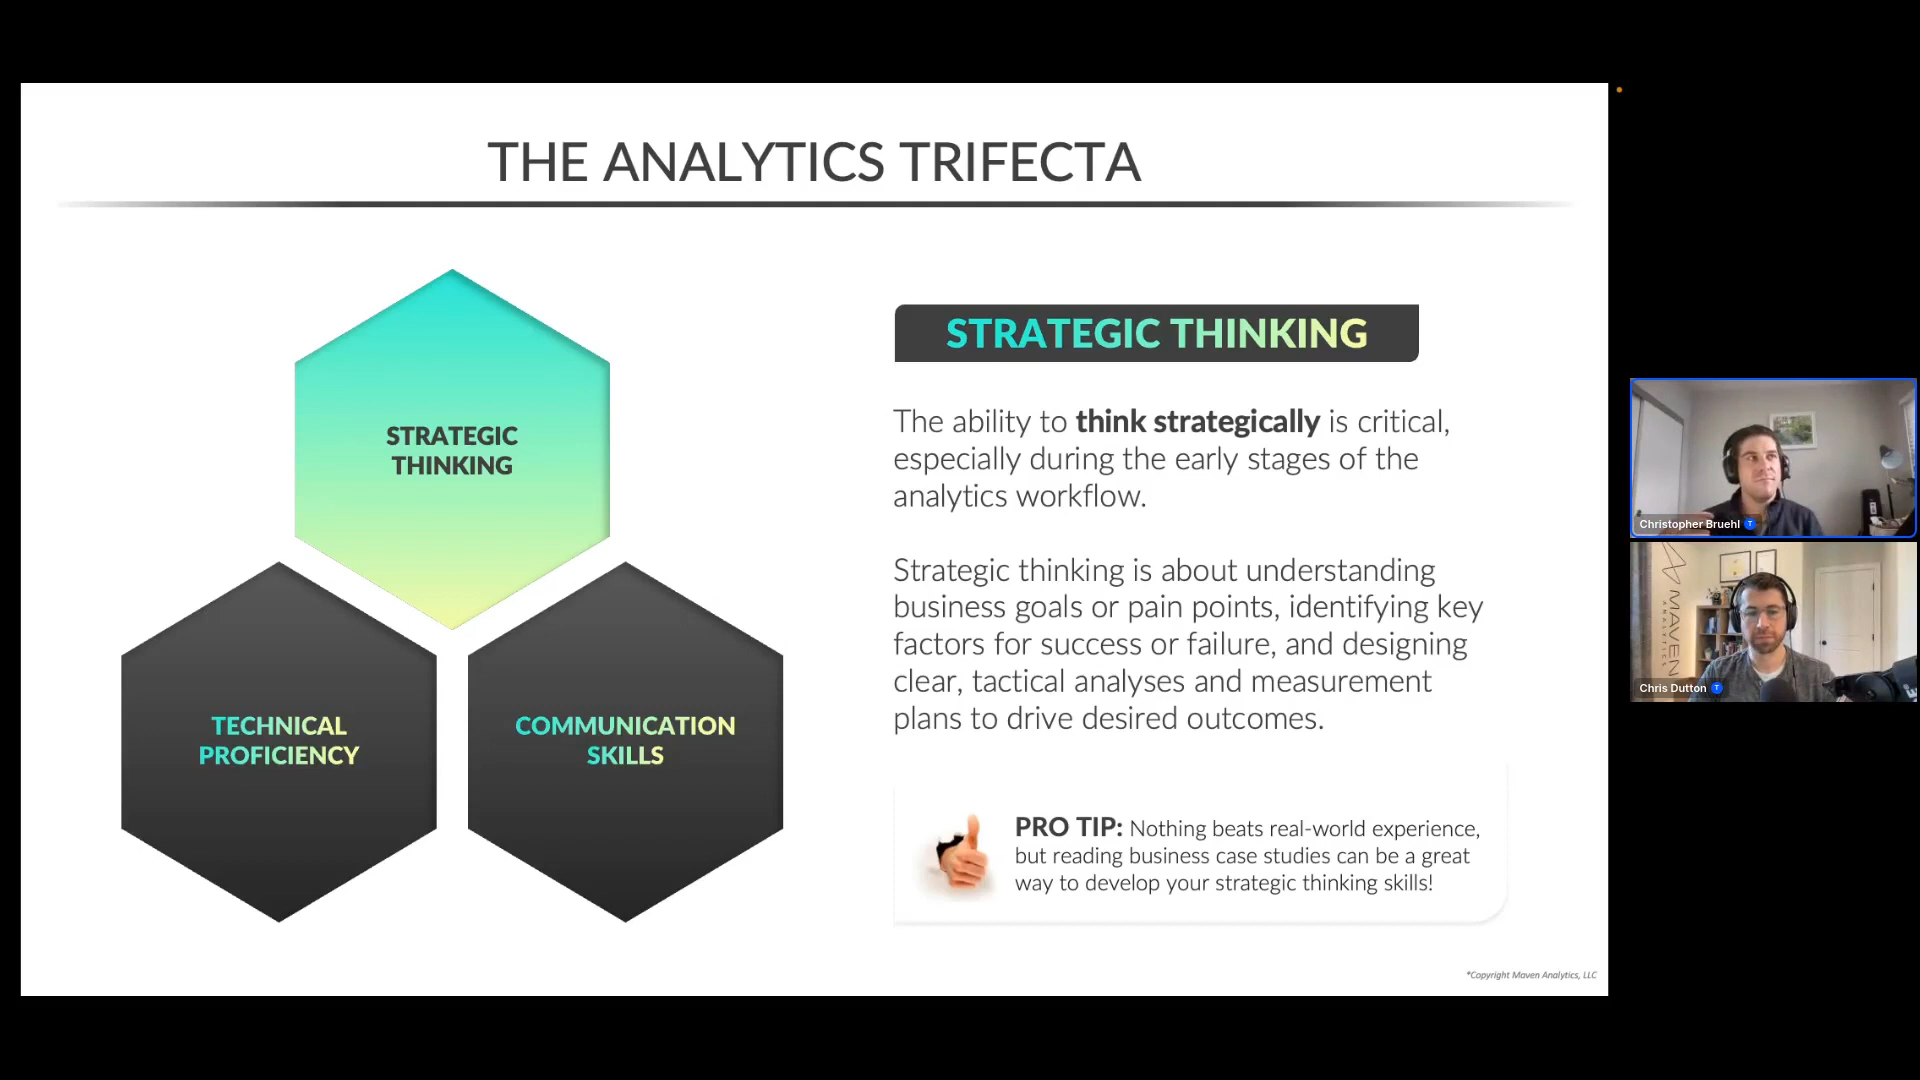 THE ANALYTICS TRIFECTA
STRATEGIC
THINKING
TECHNICAL
PROFICIENCY
COMMUNICATION
SKILLS
STRATEGIC THINKING
The ability to think strategically is critical,
especially during the early stages of the
analytics workflow.
Strategic thinking is about understanding
business goals or pain points, identifying key
factors for success or failure, and designing
clear, tactical analyses and measurement
plans to drive desired outcomes.
PRO TIP: Nothing beats real-world experience,
but reading business case studies can be a great
way to develop your strategic thinking skills!
*Copyright Maven Analytics, LLC
Christopher Bruehl T
MAVEN
ANALYTICS
Chris Dutton T